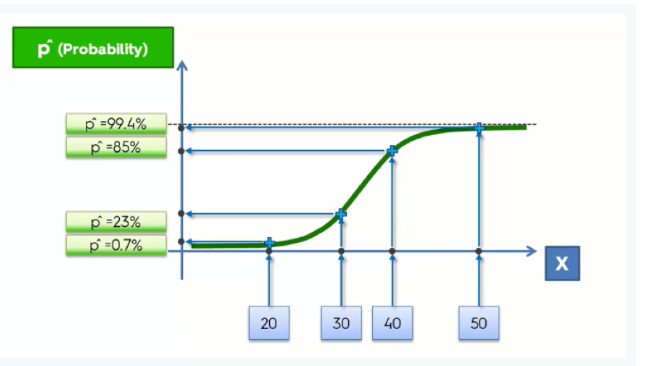 p̂ (Probability)
p̂ =99.4%
p̂ =85%
p̂ =23%
p̂ =0.7%
X
20
30
40
50